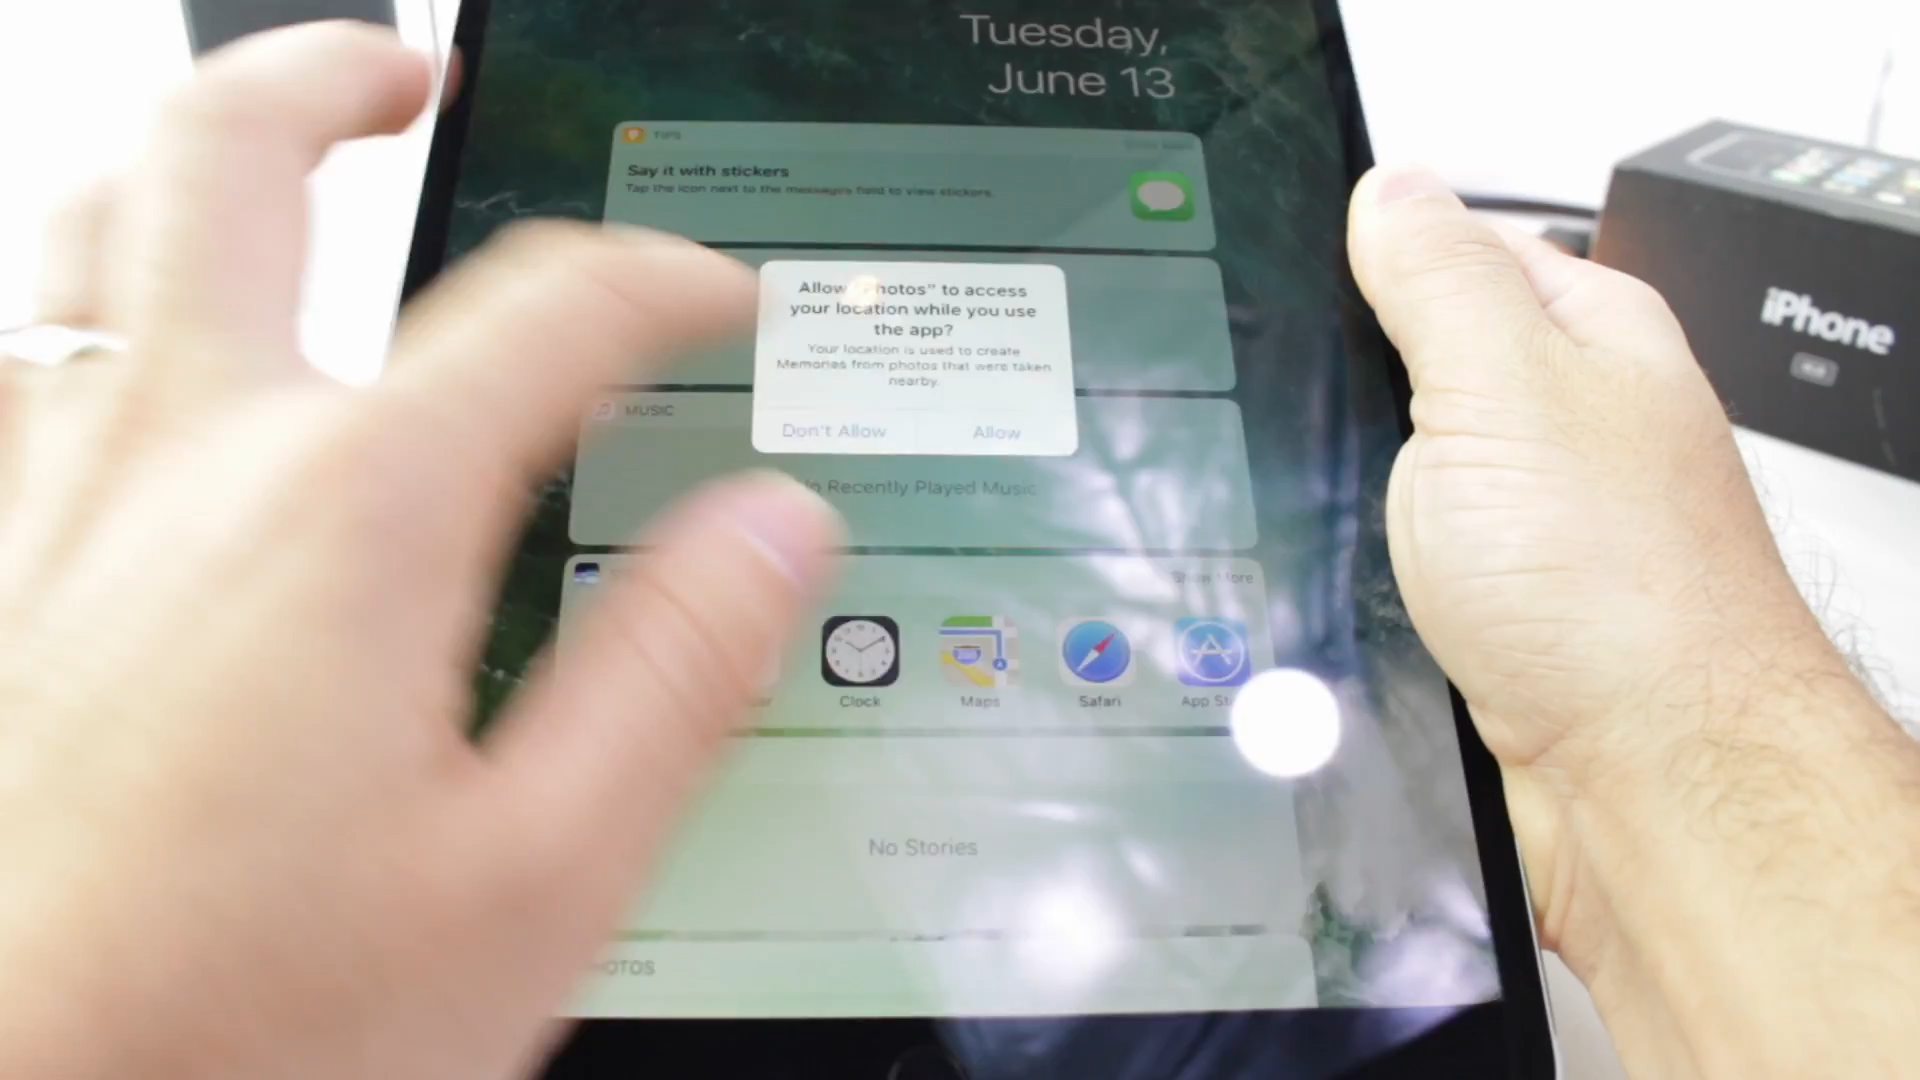 Tuesday,
June 13
TIPS
Say it with stickers
Tap the icon next to the messages field to view stickers.
Allow "Photos" to access
your location while you use
the app?
Your location is used to create
Memories from photos that were taken
nearby.
Don't Allow
Allow
MUSIC
Recently Played Music
Show More
Clock
Maps
Safari
App
No Stories
iPhone